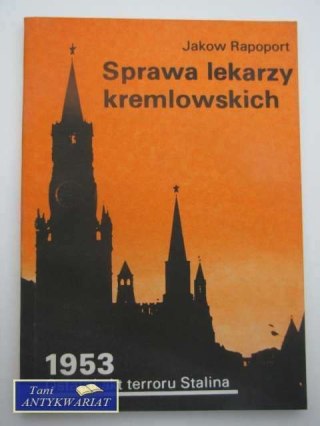 Jakow Rapoport
Sprawa lekarzy
kremlowskich
1953
t terroru Stalina
Tani
ANTYKWARIAT